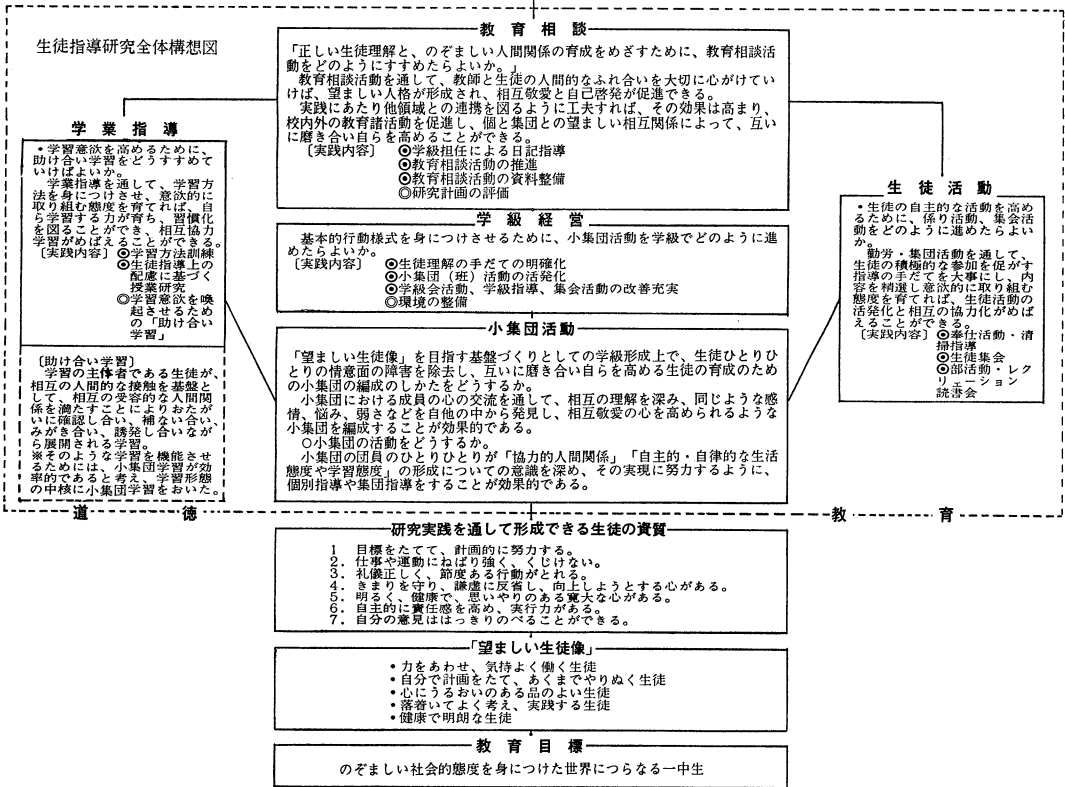 生徒指導研究全体構想図
教育相談
「正しい生徒理解と、のぞましい人間関係の育成をめざすために、教育相談活
動をどのようにすすめたらよいか。」
教育相談活動を通して、教師と生徒の人間的なふれ合いを大切に心がけてい
けば、望ましい人格が形成され、相互敬愛と自己啓発が促進できる。
実践にあたり他領域との連携を図るように工夫すれば、その効果は高まり、
校内外の教育諸活動を促進し、個と集団との望ましい相互関係によって、互い
に磨き合い自らを高めることができる。
〔実践内容〕 ◉学級担任による日記指導
◉教育相談活動の推進
◉教育相談活動の資料整備
◎研究計画の評価
学業指導
・学習意欲を高めるために、
助け合い学習をどうすすめて
いけばよいか。
学業指導を通して、学習方
法を身につけさせ、意欲的に
取り組む態度を育てれば、自
ら学習する力が育ち、習慣化
を図ることができ、相互協力
学習がめばえることができる。
〔実践内容〕◉学習方法訓練
◉生徒指導上の
配慮に基づく
授業研究
◎学習意欲を喚
起させるため
の「助け合い
学習」
〔助け合い学習〕
学習の主体者である生徒が、
相互の人間的な接触を基盤と
して、相互の受容的な人間関
係を満たすことによりおたが
いに確認し合い、補ない合い、
みがき合い、誘発し合いなが
ら展開される学習。
※そのような学習を機能させ
るためには、小集団学習が効
率的であると考え、学習形態
の中核に小集団学習をおいた。
学級経営
基本的行動様式を身につけさせるために、小集団活動を学級でどのように進
めたらよいか。
〔実践内容〕 ◉生徒理解の手だての明確化
◉小集団（班）活動の活発化
◉学級会活動、学級指導、集会活動の改善充実
◎環境の整備
小集団活動
「望ましい生徒像」を目指す基盤づくりとしての学級形成上で、生徒ひとりひ
とりの情意面の障害を除去し、互いに磨き合い自らを高める生徒の育成のため
の小集団の編成のしかたをどうするか。
小集団における成員の心の交流を通して、相互の理解を深み、同じような感
情、悩み、弱さなどを自他の中から発見し、相互敬愛の心を高められるような
小集団を編成することが効果的である。
○小集団の活動をどうするか。
小集団の団員のひとりひとりが「協力的人間関係」「自主的・自律的な生活
態度や学習態度」の形成についての意識を深め、その実現に努力するように、
個別指導や集団指導をすることが効果的である。
生徒活動
・生徒の自主的な活動を高め
るために、係り活動、集会活
動をどのように進めたらよい
か。
勤労・集団活動を通して、
生徒の積極的な参加を促がす
指導の手だてを大事にし、内
容を精選し意欲的に取り組む
態度を育てれば、生徒活動の
活発化と相互の協力化がめば
えることができる。
〔実践内容〕◉奉仕活動・清
掃指導
◉生徒集会
◉部活動・レク
リェーション
読書会
道徳 教育
研究実践を通して形成できる生徒の資質
1 目標をたてて、計画的に努力する。
2. 仕事や運動にねばり強く、くじけない。
3. 礼儀正しく、節度ある行動がとれる。
4. きまりを守り、謙虚に反省し、向上しようとする心がある。
5. 明るく、健康で、思いやりのある寛大な心がある。
6. 自主的に責任感を高め、実行力がある。
7. 自分の意見ははっきりのべることができる。
「望ましい生徒像」
・力をあわせ、気持よく働く生徒
・自分で計画をたて、あくまでやりぬく生徒
・心にうるおいのある品のよい生徒
・落着いてよく考え、実践する生徒
・健康で明朗な生徒
教育目標
のぞましい社会的態度を身につけた世界につらなる一中生